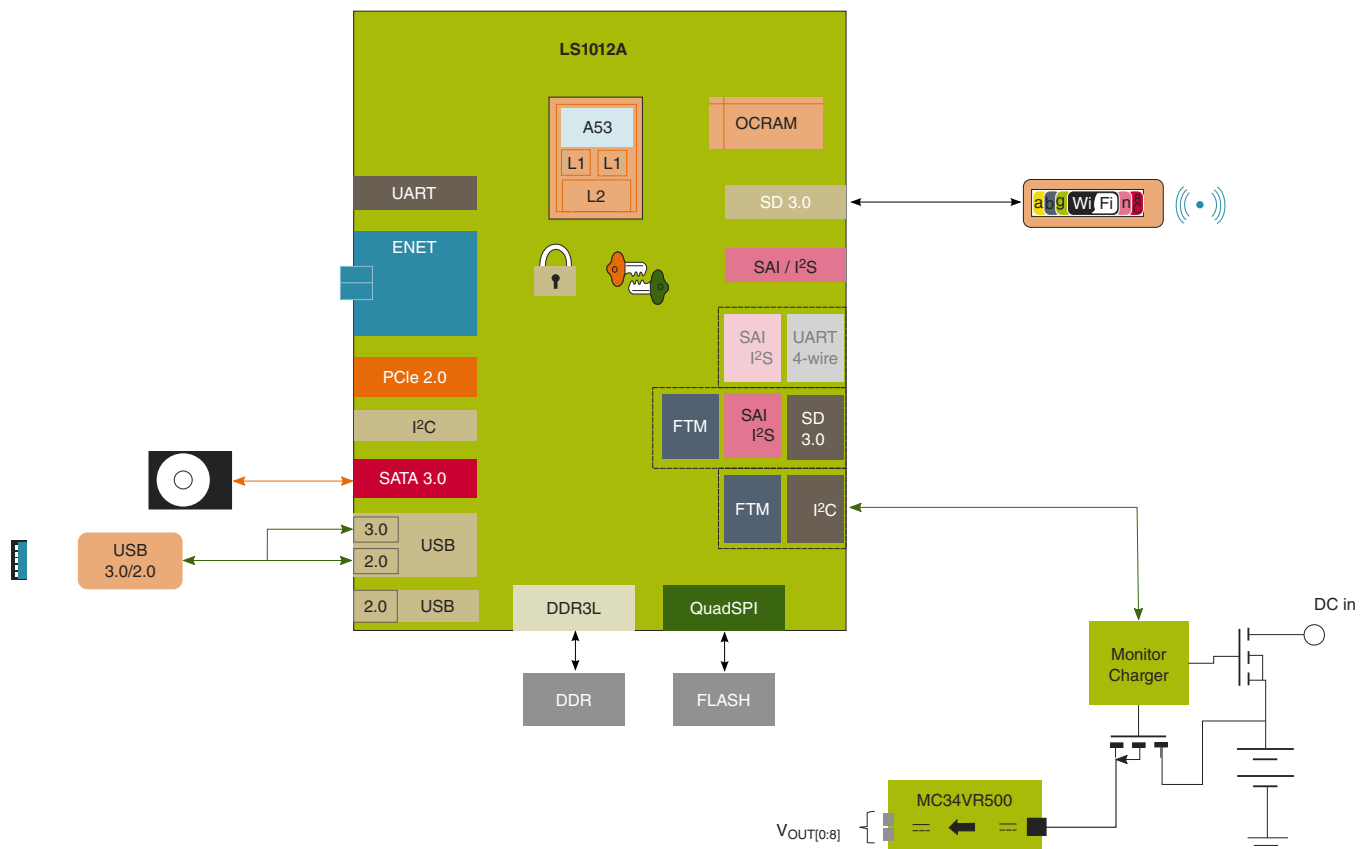 LS1012A
A53
OCRAM
L1 L1
L2
UART
SD 3.0
a b g Wi Fi n
ENET
SAI / I²S
SAI
I²S
UART
4-wire
PCIe 2.0
I²C
FTM
SAI
I²S
SD
3.0
SATA 3.0
FTM
I²C
3.0
USB
2.0
USB
3.0/2.0
2.0 USB
DDR3L
QuadSPI
DC in
Monitor
Charger
DDR
FLASH
MC34VR500
VOUT[0:8]